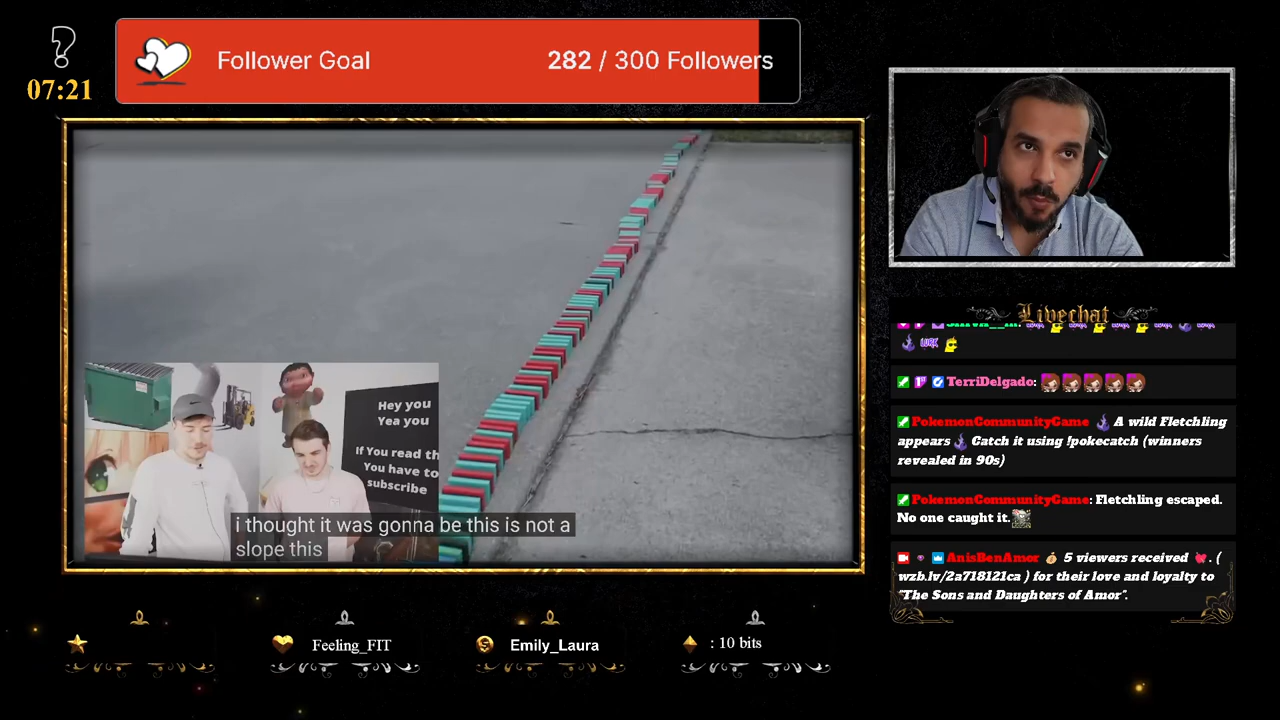 07:21
Follower Goal
282 / 300 Followers
Hey you
Yea you
If You read th
You have to
subscribe
i thought it was gonna be this is not a
slope this
Feeling_FIT
Emily_Laura
: 10 bits
Livechat
TerriDelgado:
PokemonCommunityGame A wild Fletchling
appears Catch it using !pokecatch (winners
revealed in 90s)
PokemonCommunityGame: Fletchling escaped.
No one caught it.
AnisBenAmor 5 viewers received . (
wzb.lv/2a718121ca ) for their love and loyalty to
"The Sons and Daughters of Amor".